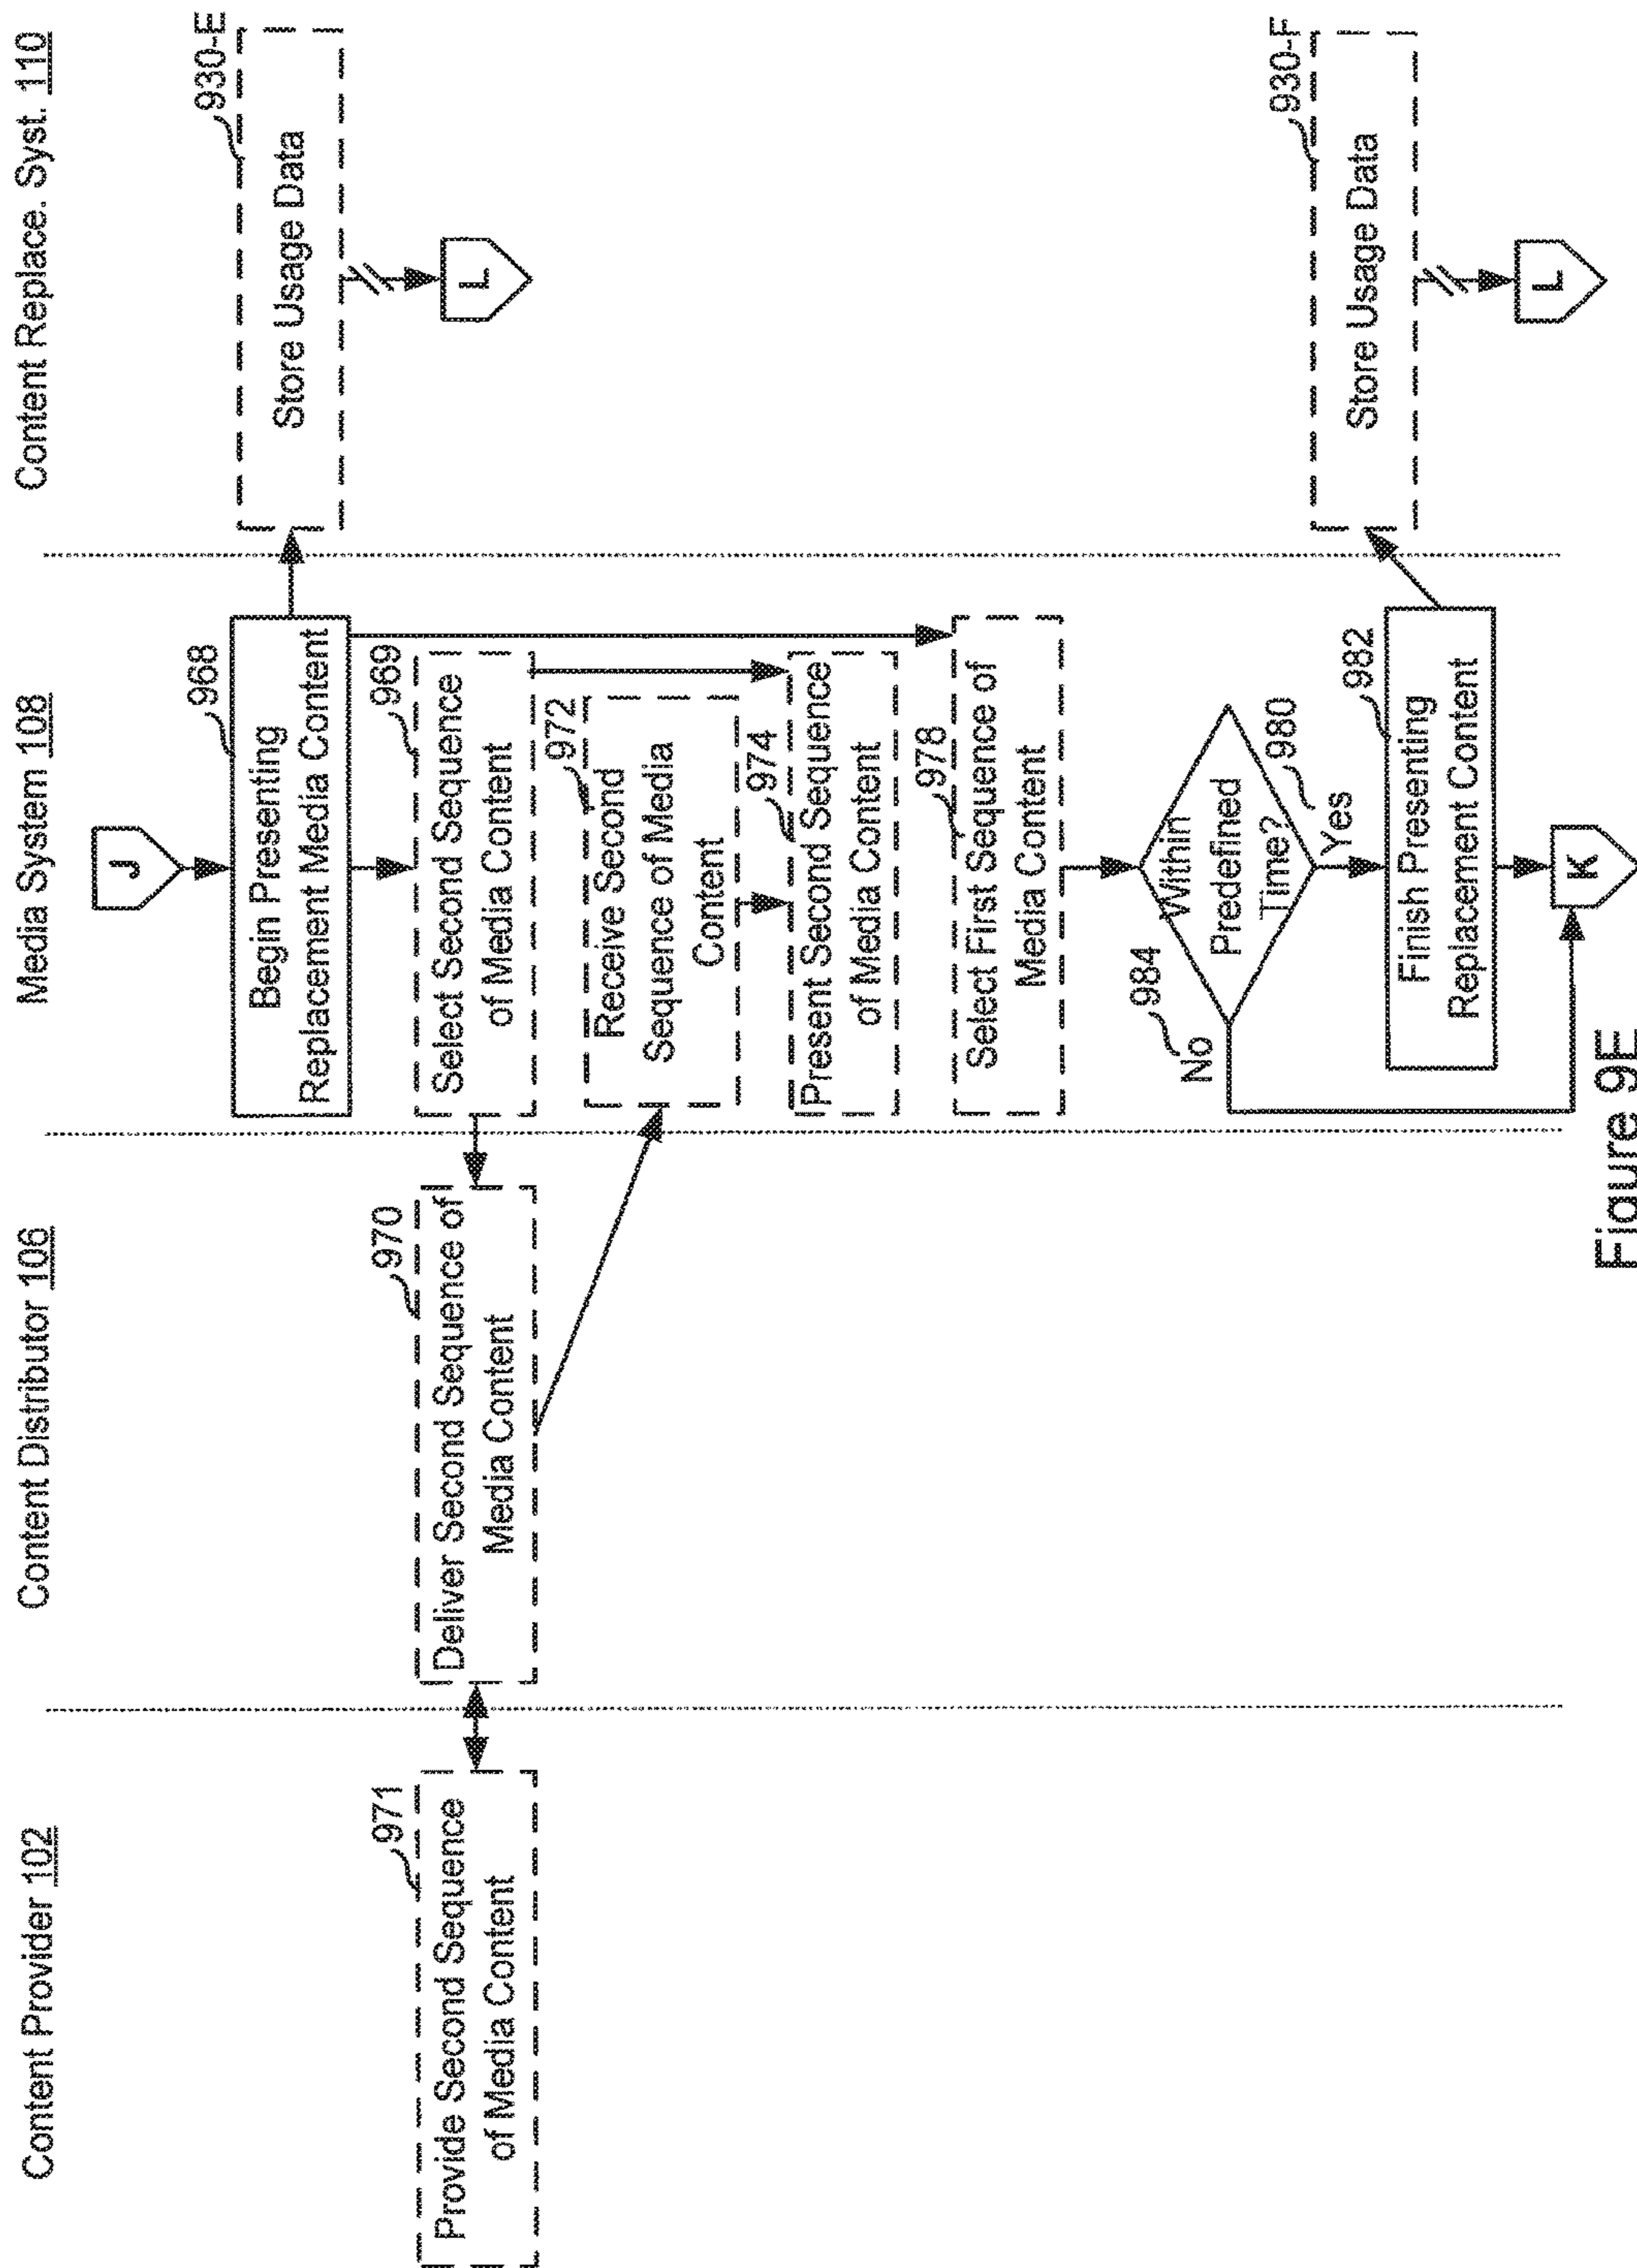 Content Provider 102
Content Distributor 106
Media System 108
Content Replace. Syst. 110
J
968
Begin Presenting
Replacement Media Content
930-E
Store Usage Data
L
971
Provide Second Sequence
of Media Content
970
Deliver Second Sequence of
Media Content
969
Select Second Sequence
of Media Content
972
Receive Second
Sequence of Media
Content
974
Present Second Sequence
of Media Content
978
Select First Sequence of
Media Content
Within
Predefined
Time?
984
No
980
Yes
982
Finish Presenting
Replacement Content
930-F
Store Usage Data
L
K
Figure 9E